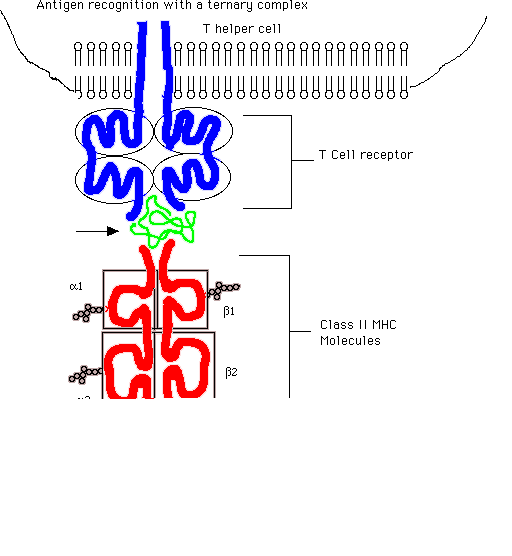 Antigen recognition with a ternary complex
T helper cell
T Cell receptor
α1
β1
Class II MHC
Molecules
β2